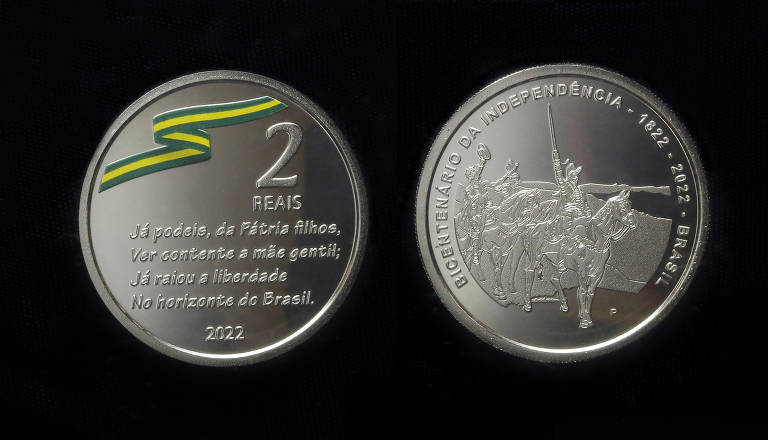 2
REAIS
Já podeis, da Pátria filhos,
Ver contente a mãe gentil;
Já raiou a liberdade
No horizonte do Brasil.
2022
BICENTENÁRIO DA INDEPENDÊNCIA - 1822 - 2022 - BRASIL
P